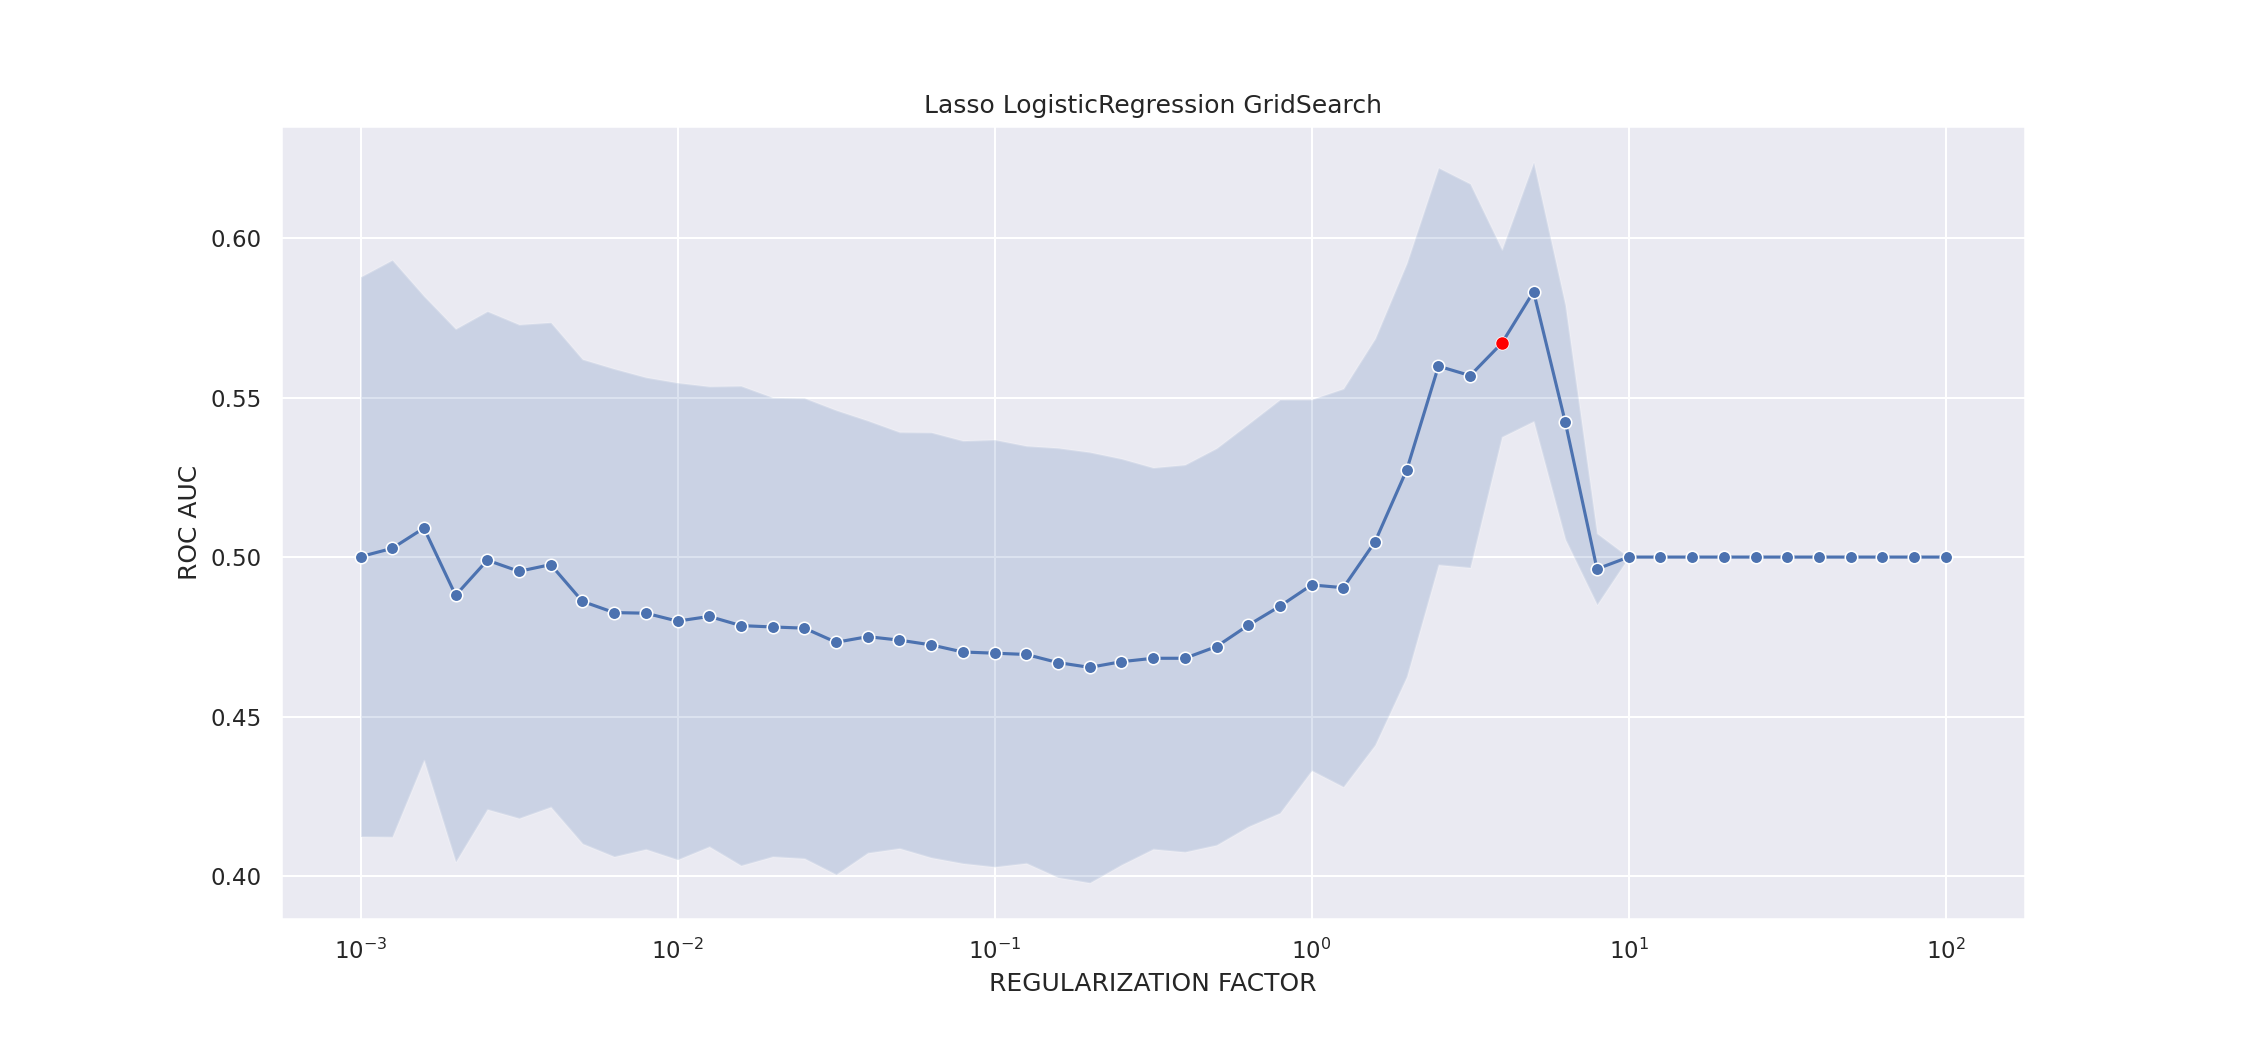 Lasso LogisticRegression GridSearch
0.60
0.55
0.50
0.45
0.40
ROC AUC
10⁻³ 10⁻² 10⁻¹ 10⁰ 10¹ 10²
REGULARIZATION FACTOR